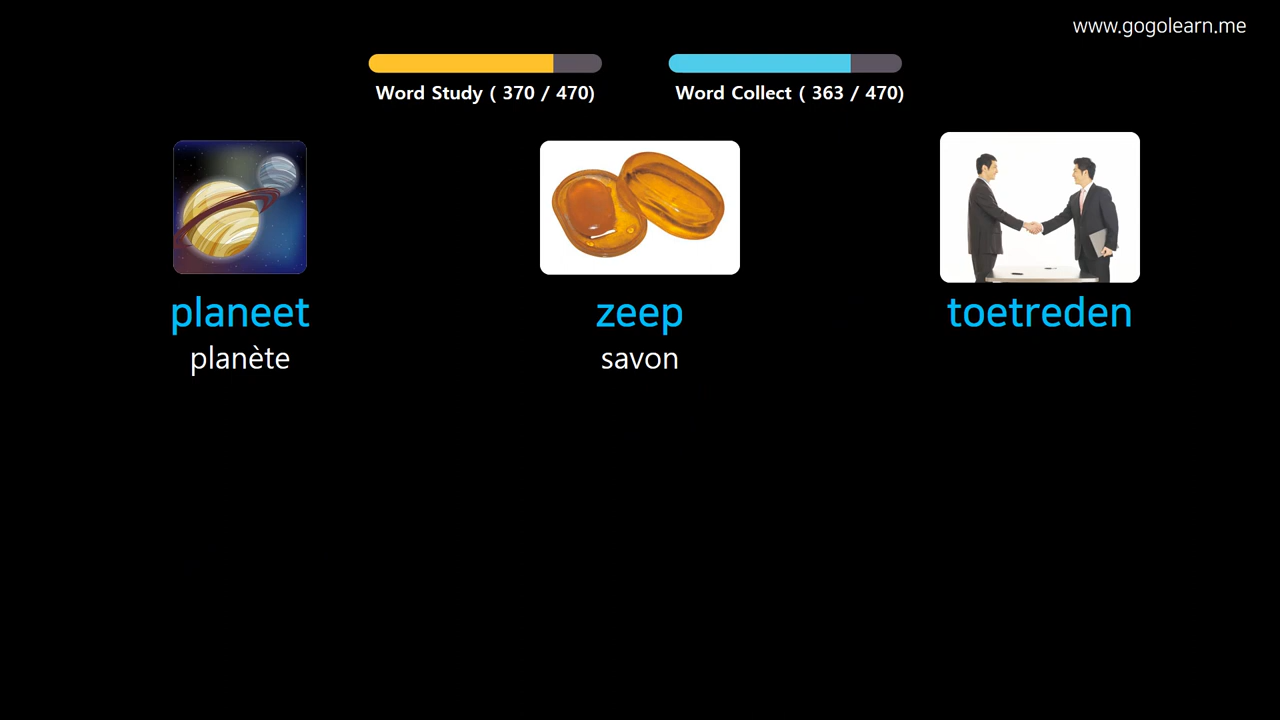 www.gogolearn.me
Word Study ( 370 / 470)
Word Collect ( 363 / 470)
planeet
planète
zeep
savon
toetreden